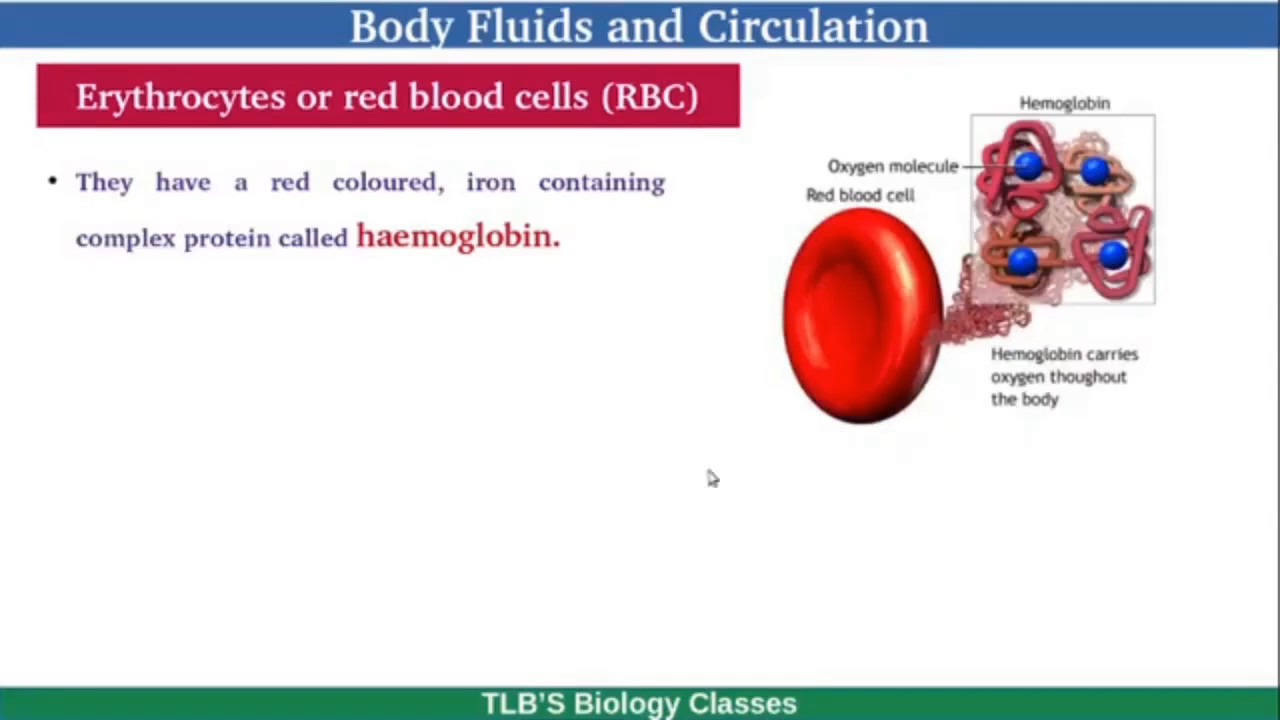 Body Fluids and Circulation
Erythrocytes or red blood cells (RBC)
• They have a red coloured, iron containing
complex protein called haemoglobin.
Hemoglobin
Oxygen molecule
Red blood cell
Hemoglobin carries
oxygen thoughout
the body
TLB'S Biology Classes